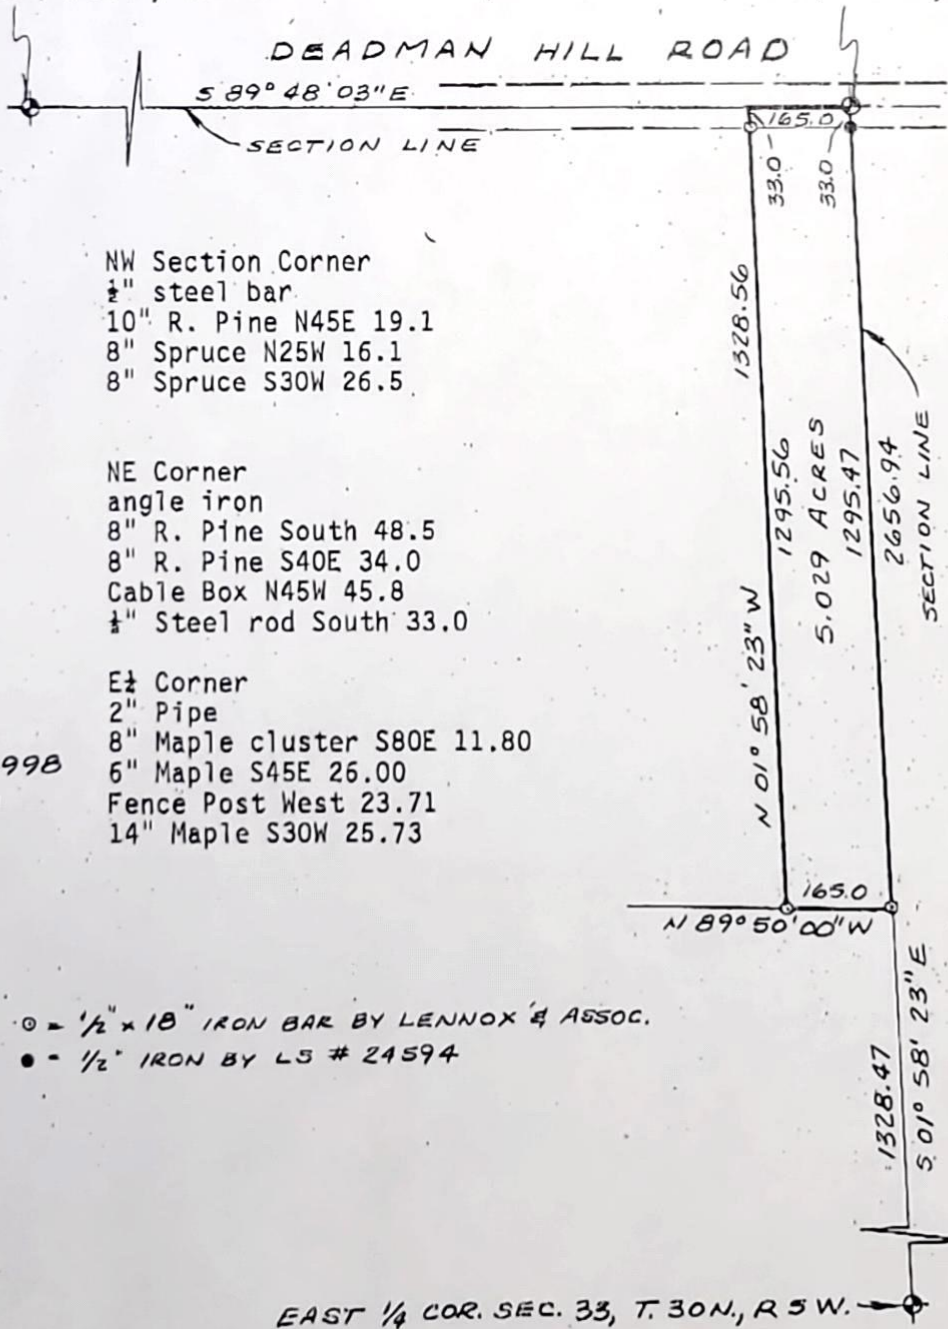 DEADMAN HILL ROAD
S 89° 48' 03" E
SECTION LINE
165.0
33.0
33.0
NW Section Corner
½" steel bar
10" R. Pine N45E 19.1
8" Spruce N25W 16.1
8" Spruce S30W 26.5
1328.56
NE Corner
angle iron
8" R. Pine South 48.5
8" R. Pine S40E 34.0
Cable Box N45W 45.8
½" Steel rod South 33.0
1295.56
5.029 ACRES
1295.47
2656.94
SECTION LINE
N 01° 58' 23" W
E¼ Corner
2" Pipe
8" Maple cluster S80E 11.80
6" Maple S45E 26.00
Fence Post West 23.71
14" Maple S30W 25.73
998
165.0
N 89° 50' 00" W
⊙ = ½" x 18" IRON BAR BY LENNOX & ASSOC.
● - ½" IRON BY LS # 24594
1328.47
S 01° 58' 23" E
EAST ¼ COR. SEC. 33, T. 30N., R 5 W.